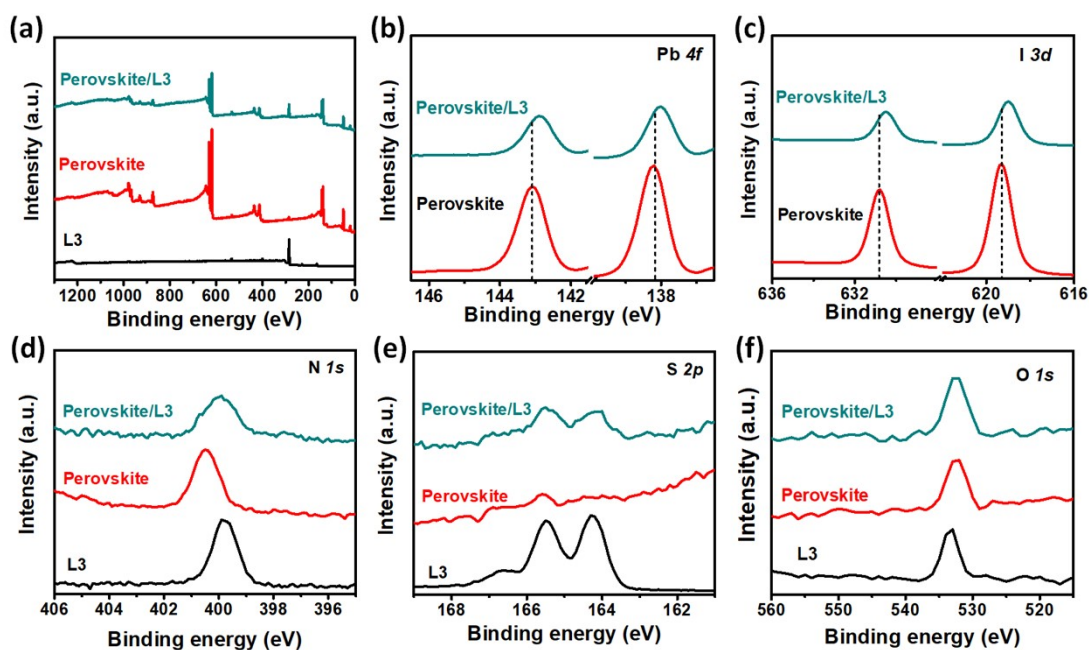 (a)
Intensity (a.u.)
Perovskite/L3
Perovskite
L3
1200 1000 800 600 400 200 0
Binding energy (eV)
(b)
Pb 4f
Intensity (a.u.)
Perovskite/L3
Perovskite
146 144 142 138
Binding energy (eV)
(c)
I 3d
Intensity (a.u.)
Perovskite/L3
Perovskite
636 632 620 616
Binding energy (eV)
(d)
N 1s
Intensity (a.u.)
Perovskite/L3
Perovskite
L3
406 404 402 400 398 396
Binding energy (eV)
(e)
S 2p
Intensity (a.u.)
Perovskite/L3
Perovskite
L3
168 166 164 162
Binding energy (eV)
(f)
O 1s
Intensity (a.u.)
Perovskite/L3
Perovskite
L3
560 550 540 530 520
Binding energy (eV)